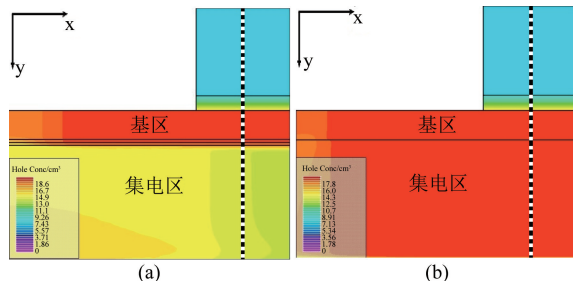 x
y
基区
集电区
Hole Conc/cm³
18.6
16.7
14.9
13.0
11.1
9.26
7.43
5.57
3.71
1.86
0
(a)
x
y
基区
集电区
Hole Conc/cm³
17.8
16.0
14.3
12.5
10.7
8.91
7.13
5.34
3.56
1.78
0
(b)